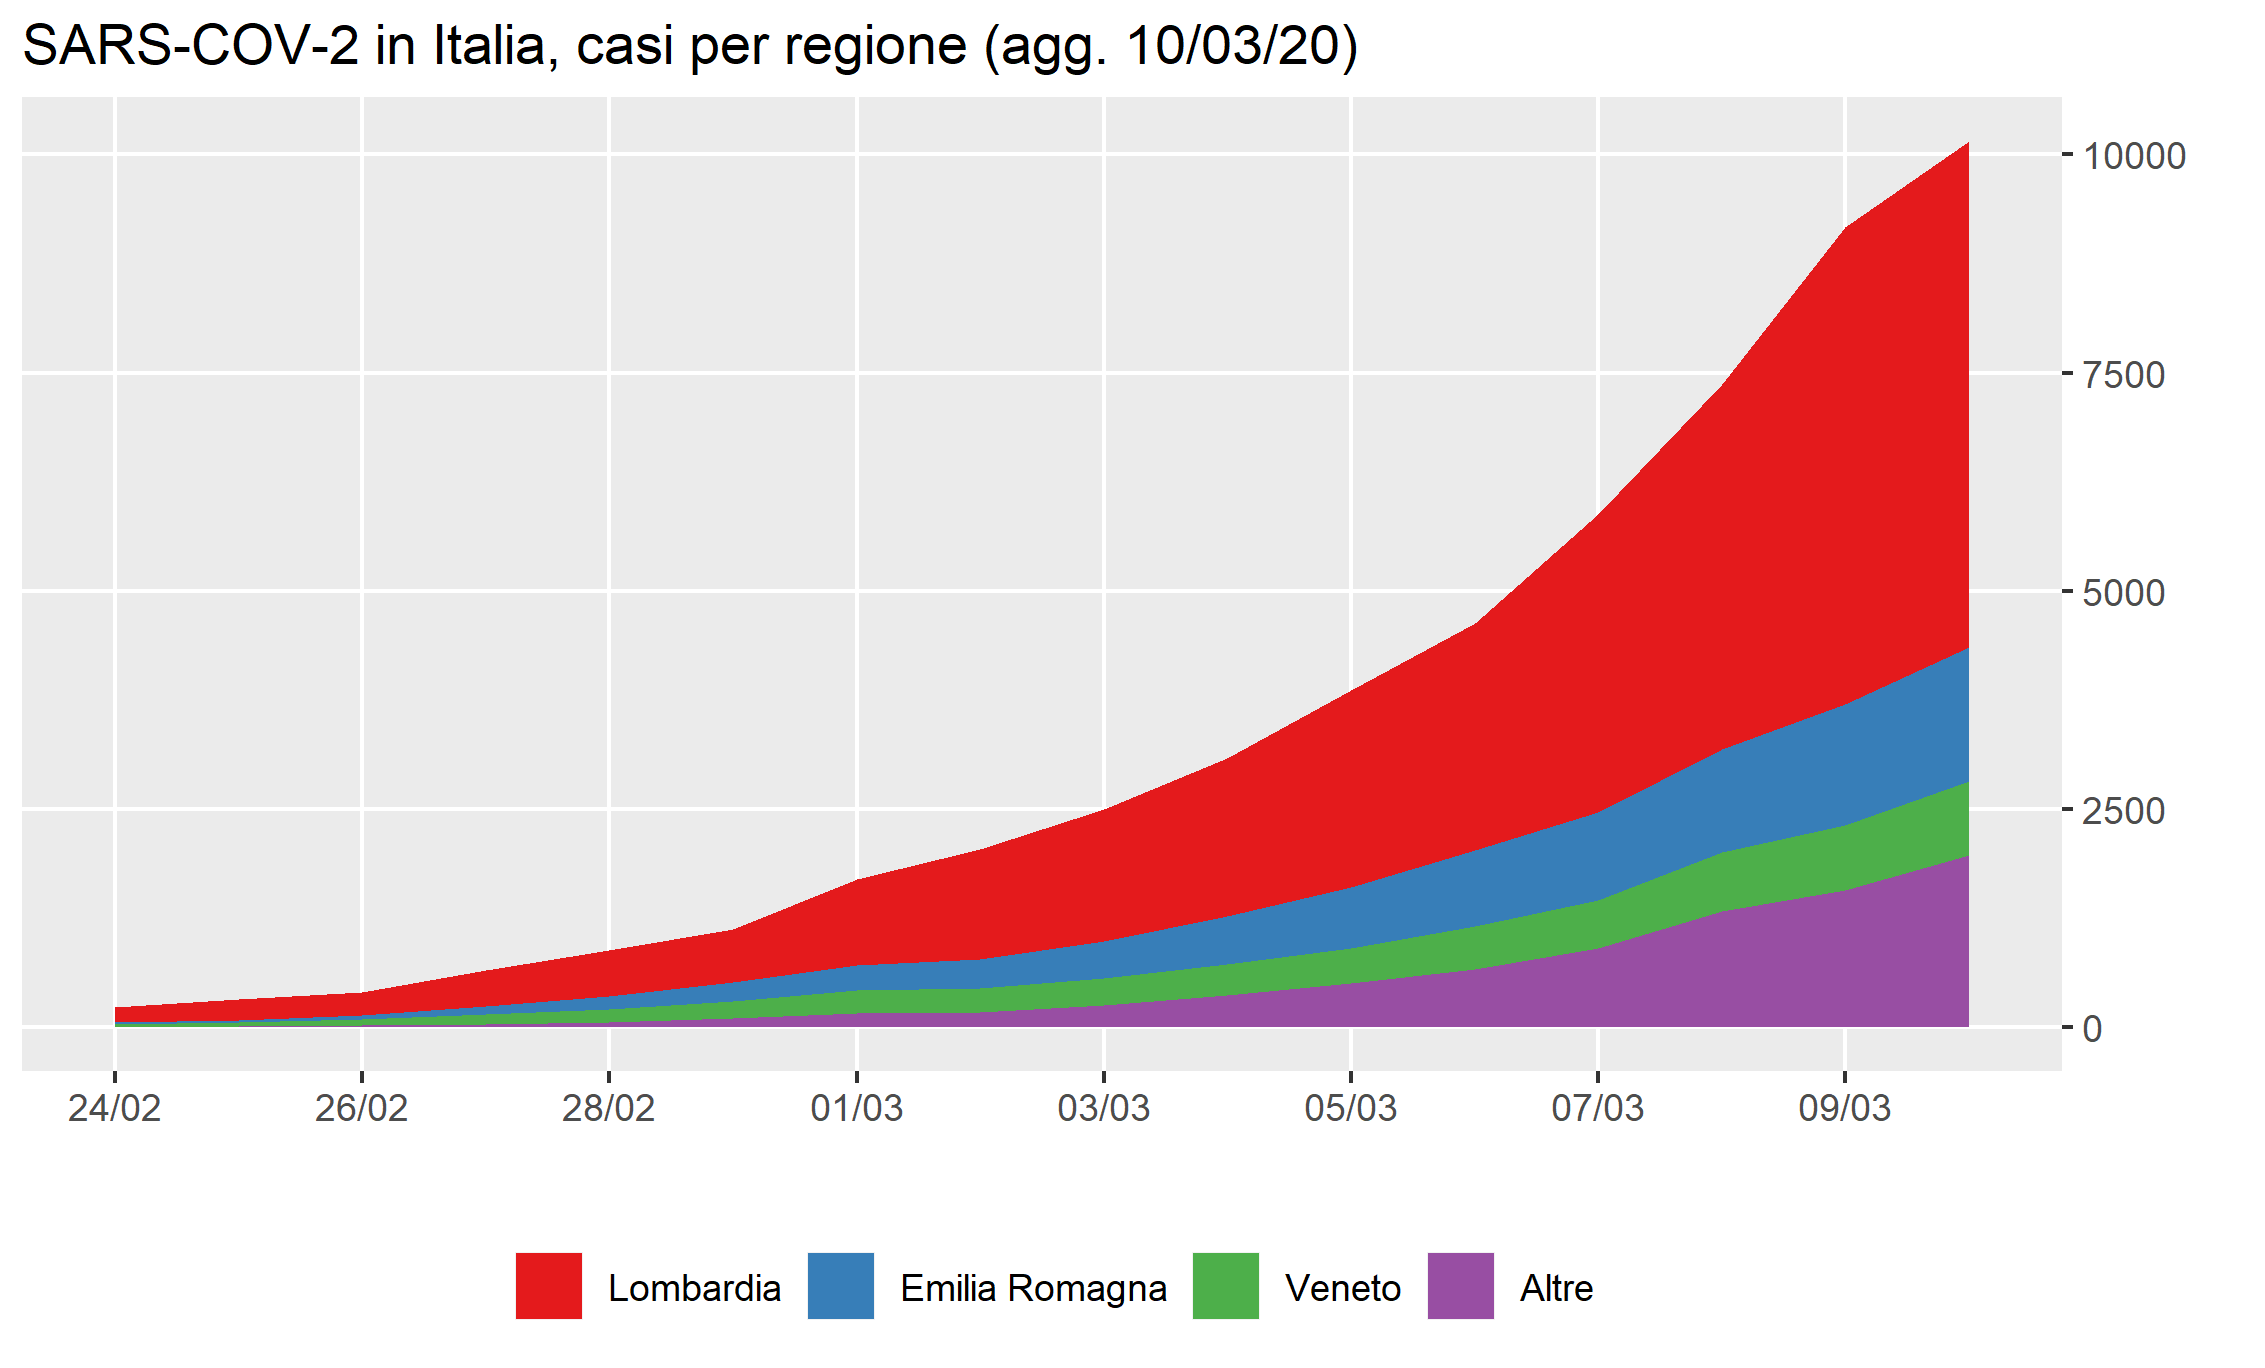 SARS-COV-2 in Italia, casi per regione (agg. 10/03/20)
10000
7500
5000
2500
0
24/02 26/02 28/02 01/03 03/03 05/03 07/03 09/03
Lombardia Emilia Romagna Veneto Altre